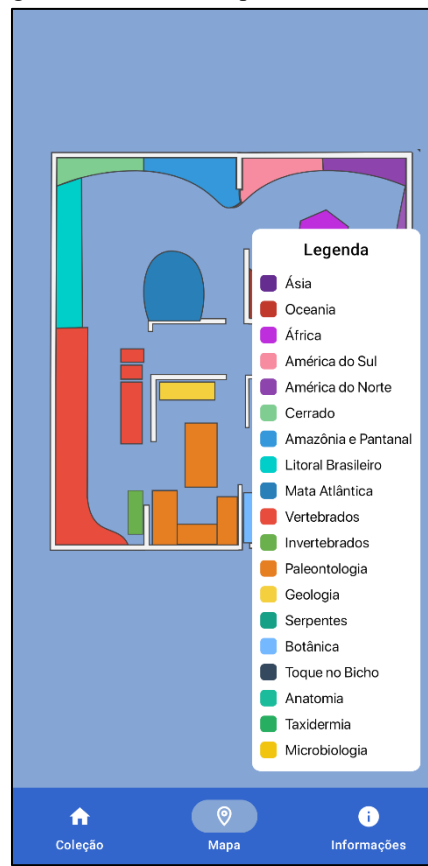 Legenda
Ásia
Oceania
África
América do Sul
América do Norte
Cerrado
Amazônia e Pantanal
Litoral Brasileiro
Mata Atlântica
Vertebrados
Invertebrados
Paleontologia
Geologia
Serpentes
Botânica
Toque no Bicho
Anatomia
Taxidermia
Microbiologia
Coleção Mapa Informações